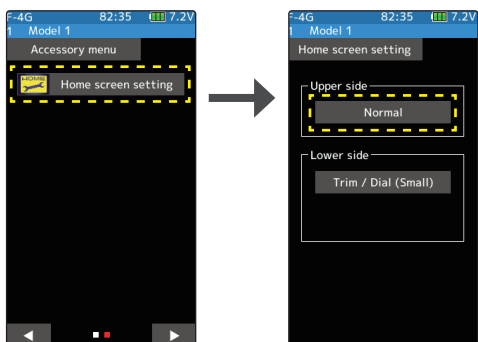 F-4G 82:35 7.2V
1 Model 1
Accessory menu
HOME
Home screen setting
F-4G 82:35 7.2V
1 Model 1
Home screen setting
Upper side
Normal
Lower side
Trim / Dial (Small)